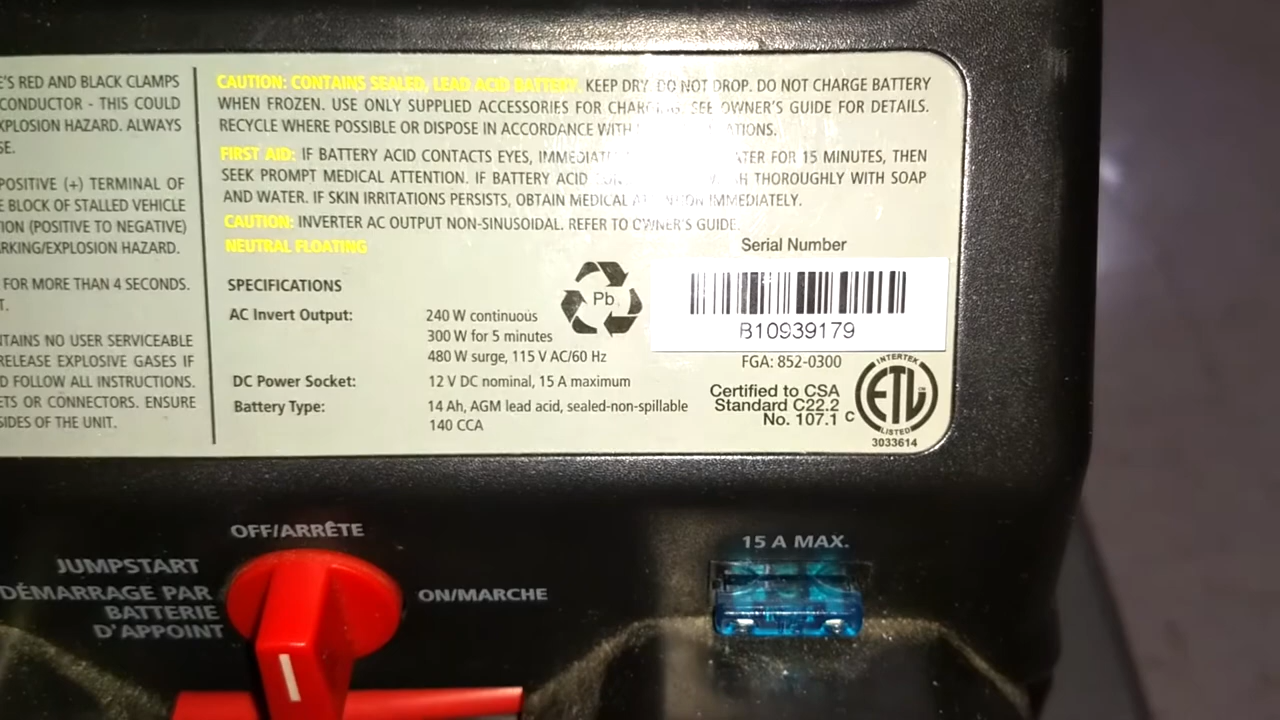 E'S RED AND BLACK CLAMPS
CONDUCTOR - THIS COULD
XPLOSION HAZARD. ALWAYS
SE.
POSITIVE (+) TERMINAL OF
E BLOCK OF STALLED VEHICLE
ION (POSITIVE TO NEGATIVE)
RKING/EXPLOSION HAZARD.
FOR MORE THAN 4 SECONDS.
T.
NTAINS NO USER SERVICEABLE
RELEASE EXPLOSIVE GASES IF
D FOLLOW ALL INSTRUCTIONS.
ETS OR CONNECTORS. ENSURE
SIDES OF THE UNIT.
CAUTION: CONTAINS SEALED, LEAD ACID BATTERY. KEEP DRY. DO NOT DROP. DO NOT CHARGE BATTERY
WHEN FROZEN. USE ONLY SUPPLIED ACCESSORIES FOR CHARGING. SEE OWNER'S GUIDE FOR DETAILS.
RECYCLE WHERE POSSIBLE OR DISPOSE IN ACCORDANCE WITH
FIRST AID: IF BATTERY ACID CONTACTS EYES, FOR 15 MINUTES, THEN
SEEK PROMPT MEDICAL ATTENTION. IF BATTERY ACID THOROUGHLY WITH SOAP
AND WATER. IF SKIN IRRITATIONS PERSISTS, OBTAIN MEDICAL ATTENTION IMMEDIATELY.
CAUTION: INVERTER AC OUTPUT NON-SINUSOIDAL. REFER TO OWNER'S GUIDE.
NEUTRAL FLOATING
SPECIFICATIONS
AC Invert Output: 240 W continuous
300 W for 5 minutes
480 W surge, 115 V AC/60 Hz
DC Power Socket: 12 V DC nominal, 15 A maximum
Battery Type: 14 Ah, AGM lead acid, sealed-non-spillable
140 CCA
Pb
Serial Number
B10939179
FGA: 852-0300
Certified to CSA
Standard C22.2
No. 107.1
C
INTERTEK
ETL
LISTED
3033614
OFF/ARRÊTE
JUMPSTART
DÉMARRAGE PAR
BATTERIE
D'APPOINT
ON/MARCHE
15 A MAX.